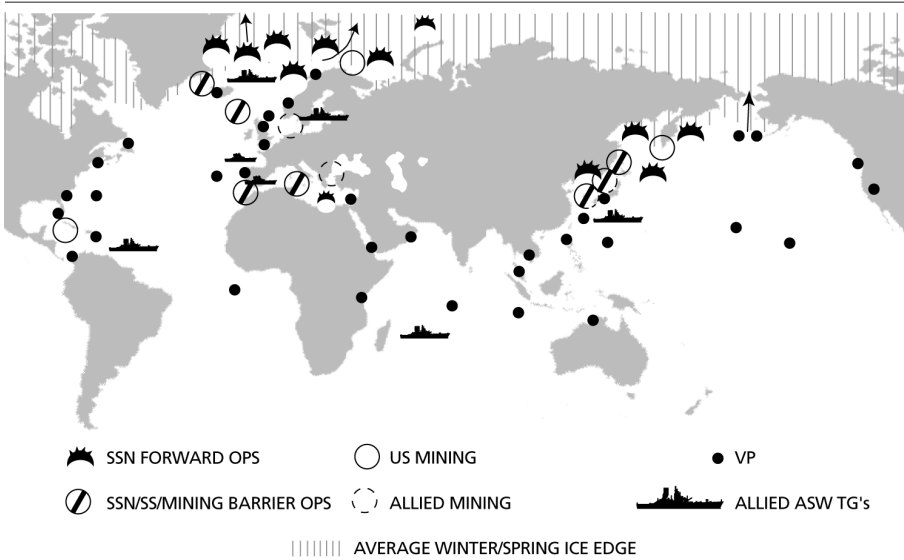 SSN FORWARD OPS
US MINING
VP
SSN/SS/MINING BARRIER OPS
ALLIED MINING
ALLIED ASW TG's
AVERAGE WINTER/SPRING ICE EDGE